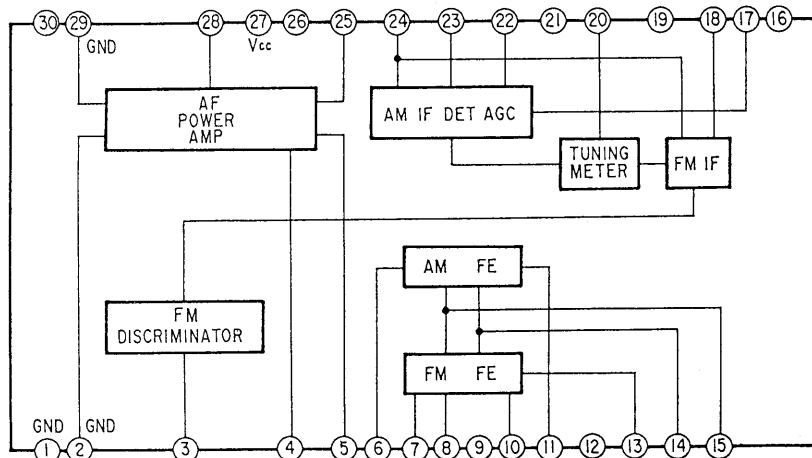 30 29 28 27 26 25 24 23 22 21 20 19 18 17 16
GND
Vcc
AF
POWER
AMP
AM IF DET AGC
TUNING
METER
FM IF
AM FE
FM
DISCRIMINATOR
FM FE
GND GND
1 2 3 4 5 6 7 8 9 10 11 12 13 14 15